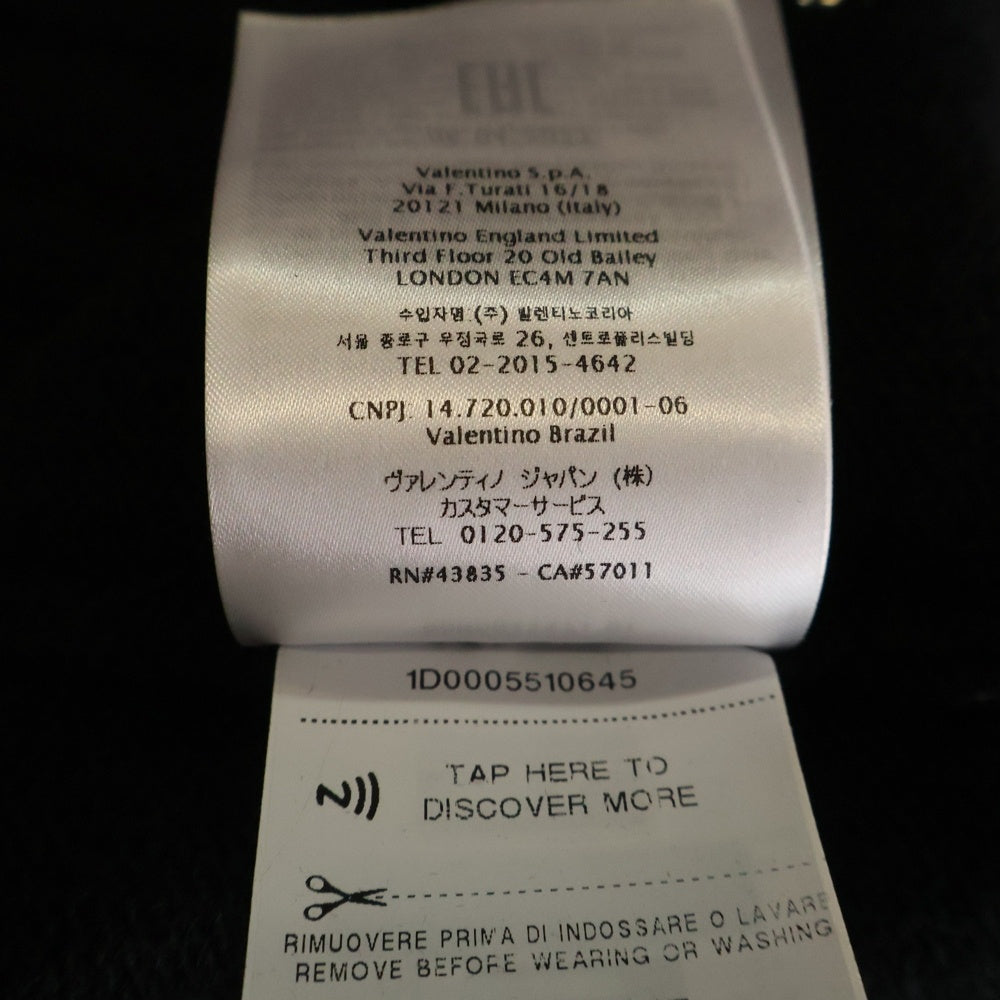 EAC
Valentino S.p.A.
Via F.Turati 16/18
20121 Milano (Italy)
Valentino England Limited
Third Floor 20 Old Bailey
LONDON EC4M 7AN
수입자명:(주) 발렌티노코리아
서울 종로구 우정국로 26, 센트로폴리스빌딩
TEL 02-2015-4642
CNPJ: 14.720.010/0001-06
Valentino Brazil
ヴァレンティノ ジャパン (株)
カスタマーサービス
TEL 0120-575-255
RN#43835 - CA#57011
1D0005510645
TAP HERE TO
DISCOVER MORE
RIMUOVERE PRIMA DI INDOSSARE O LAVARE
REMOVE BEFORE WEARING OR WASHING